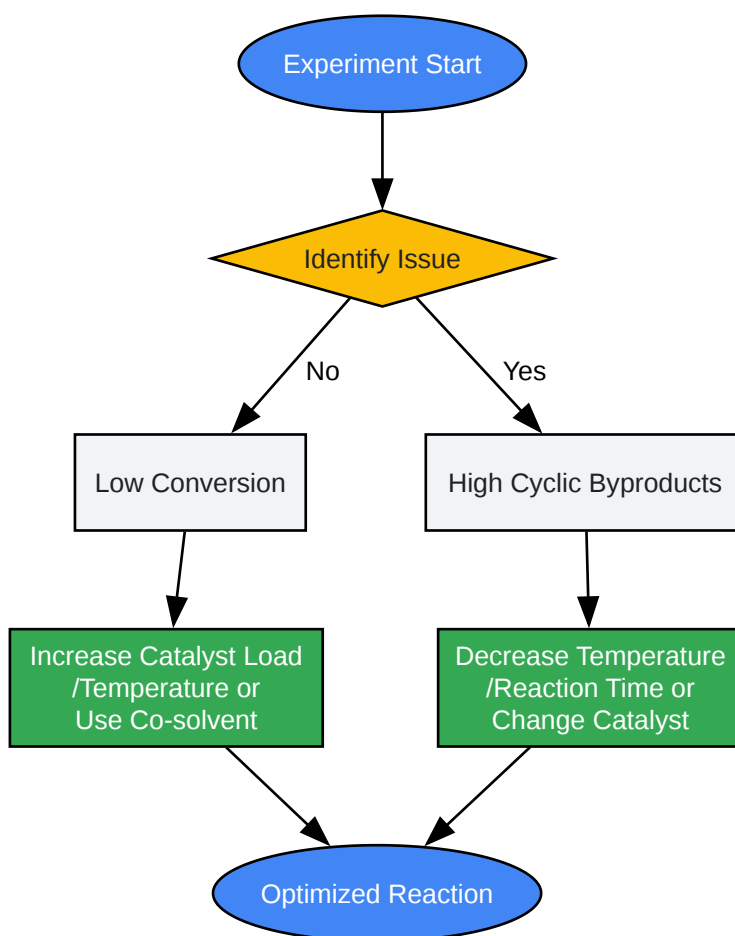 Experiment Start
Identify Issue
No
Yes
Low Conversion
High Cyclic Byproducts
Increase Catalyst Load
/Temperature or
Use Co-solvent
Decrease Temperature
/Reaction Time or
Change Catalyst
Optimized Reaction